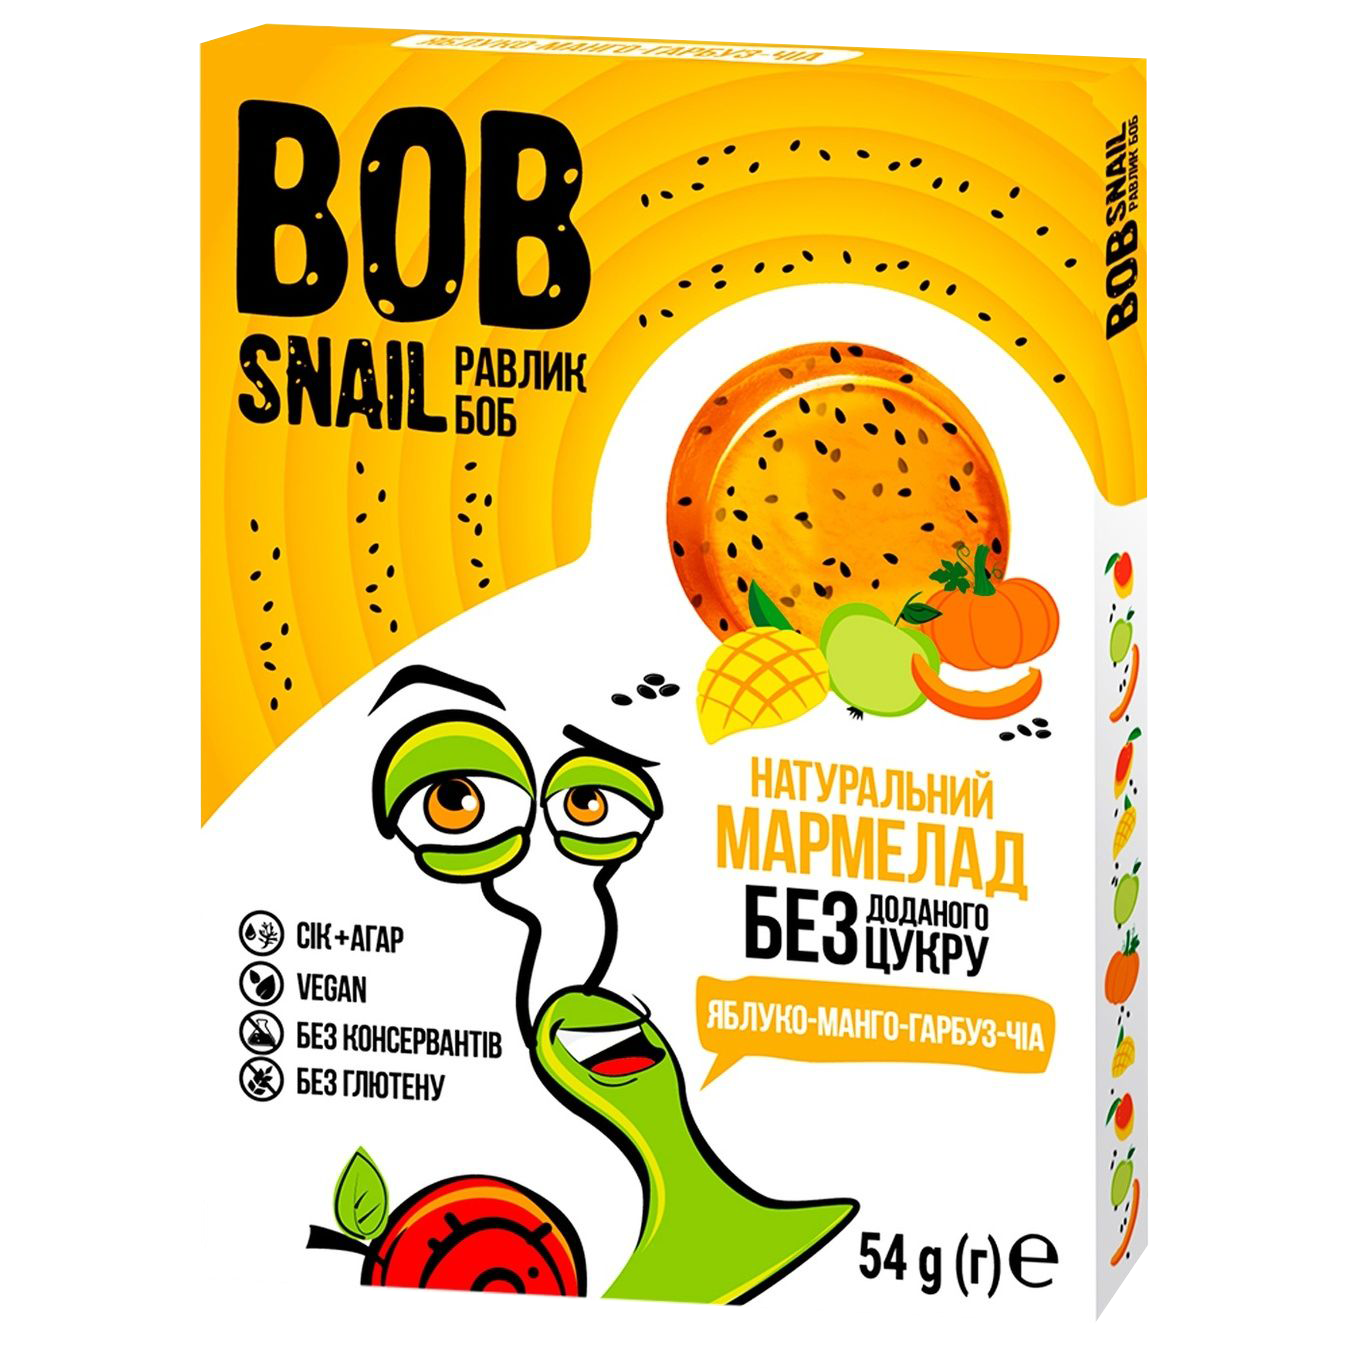 ЯБЛУКО-МАНГО-ГАРБУЗ-ЧІА
BOB
SNAIL
РАВЛИК
БОБ
BOB SNAIL
РАВЛИК БОБ
НАТУРАЛЬНИЙ
МАРМЕЛАД
БЕЗ ДОДАНОГО
ЦУКРУ
ЯБЛУКО-МАНГО-ГАРБУЗ-ЧІА
СІК+АГАР
VEGAN
БЕЗ КОНСЕРВАНТІВ
БЕЗ ГЛЮТЕНУ
54 g (г) ℮